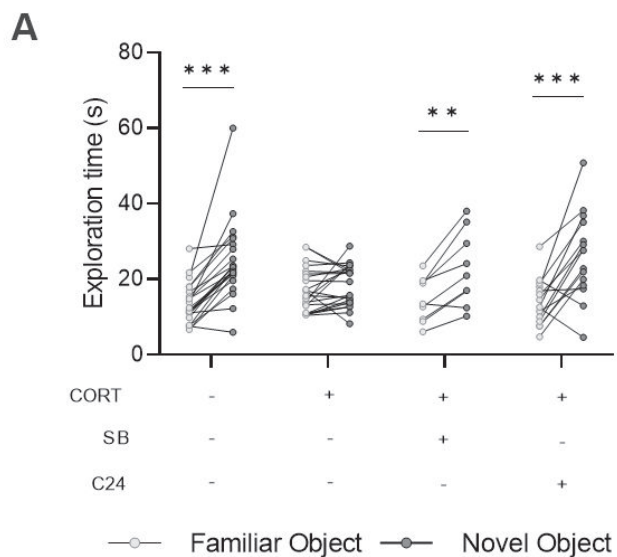 A
80
60
40
20
0
Exploration time (s)
*** ** ***
CORT - + + +
SB - - + -
C24 - - - +
Familiar Object Novel Object